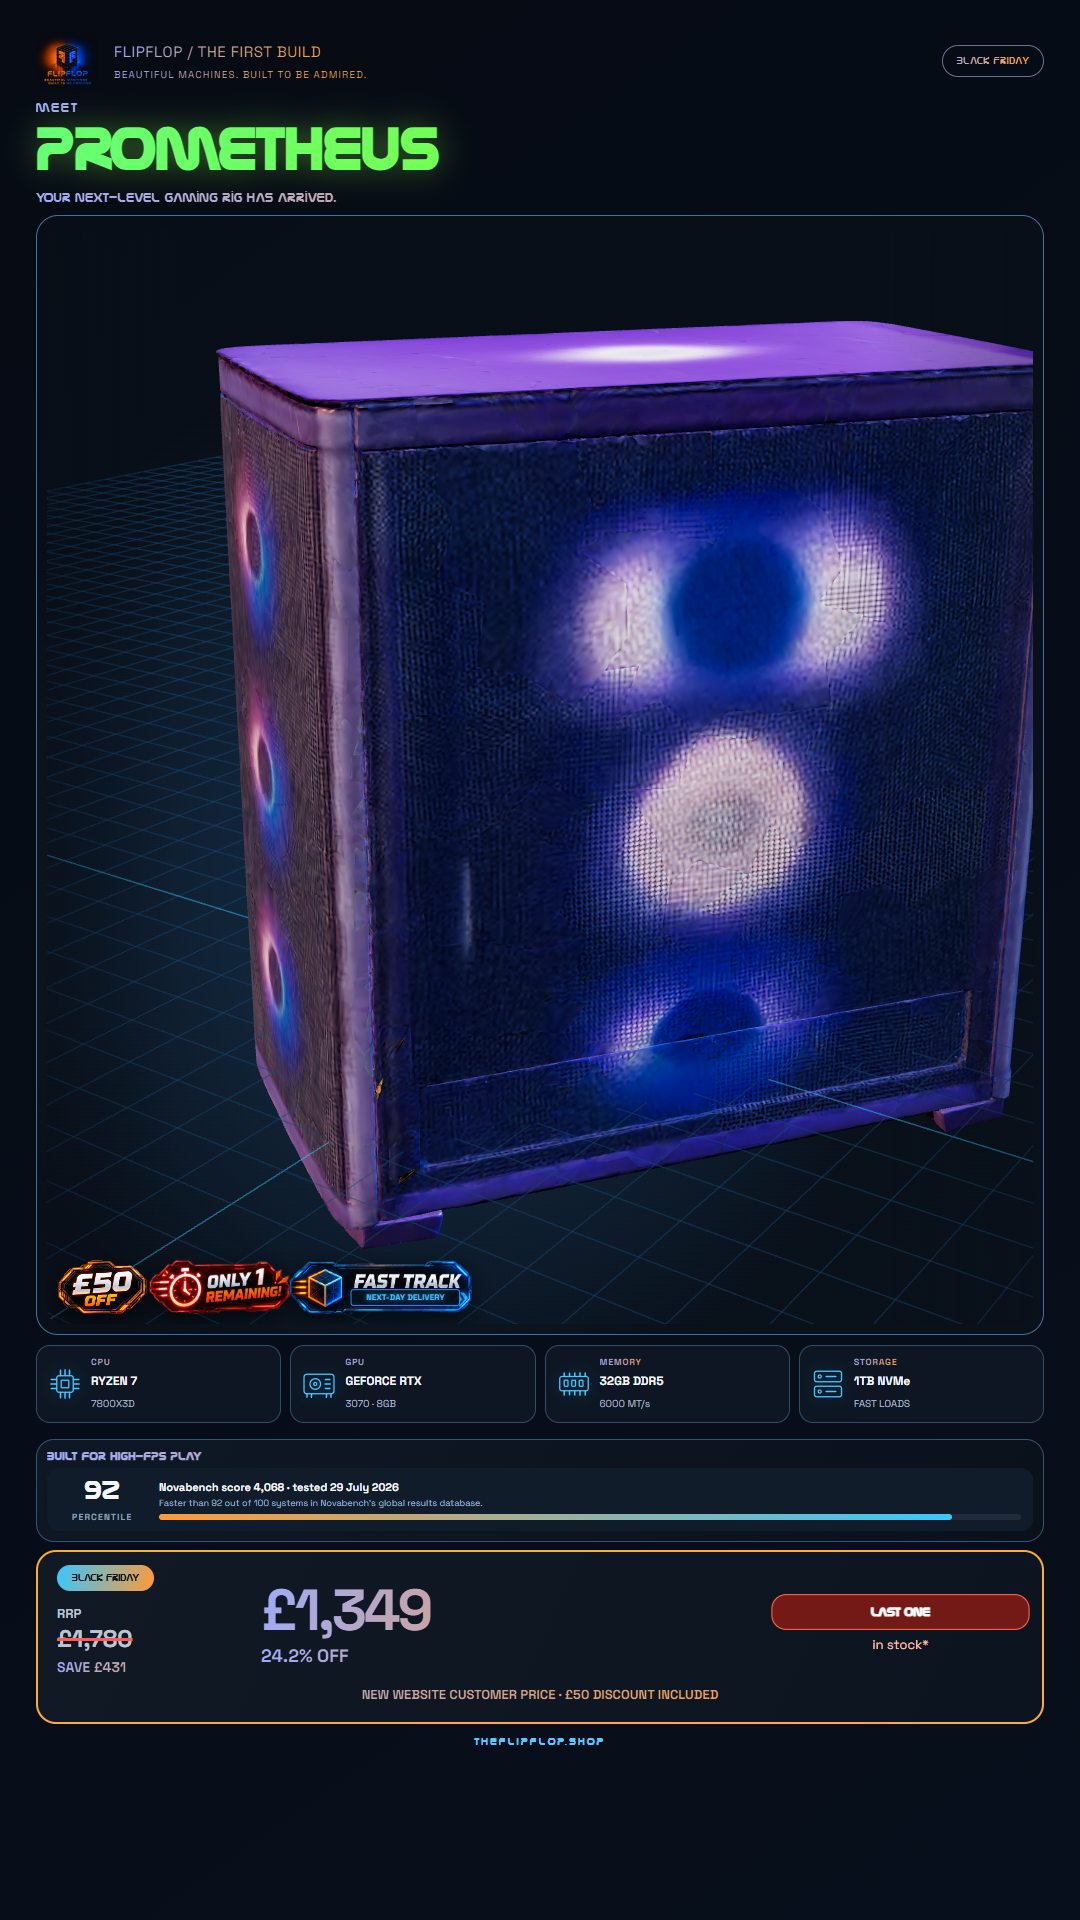 FLIPFLOP
FLIPFLOP / THE FIRST BUILD
BEAUTIFUL MACHINES. BUILT TO BE ADMIRED.
BLACK FRIDAY
MEET
PROMETHEUS
YOUR NEXT-LEVEL GAMING RIG HAS ARRIVED.
£50
OFF
ONLY 1
REMAINING!
FAST TRACK
NEXT-DAY DELIVERY
CPU
RYZEN 7
7800X3D
GPU
GEFORCE RTX
3070 · 8GB
MEMORY
32GB DDR5
6000 MT/s
STORAGE
1TB NVMe
FAST LOADS
BUILT FOR HIGH-FPS PLAY
92
PERCENTILE
Novabench score 4,068 · tested 29 July 2026
Faster than 92 out of 100 systems in Novabench's global results database.
BLACK FRIDAY
RRP
£1,780
SAVE £431
£1,349
24.2% OFF
LAST ONE
in stock*
NEW WEBSITE CUSTOMER PRICE · £50 DISCOUNT INCLUDED
THEFLIPFLOP.SHOP